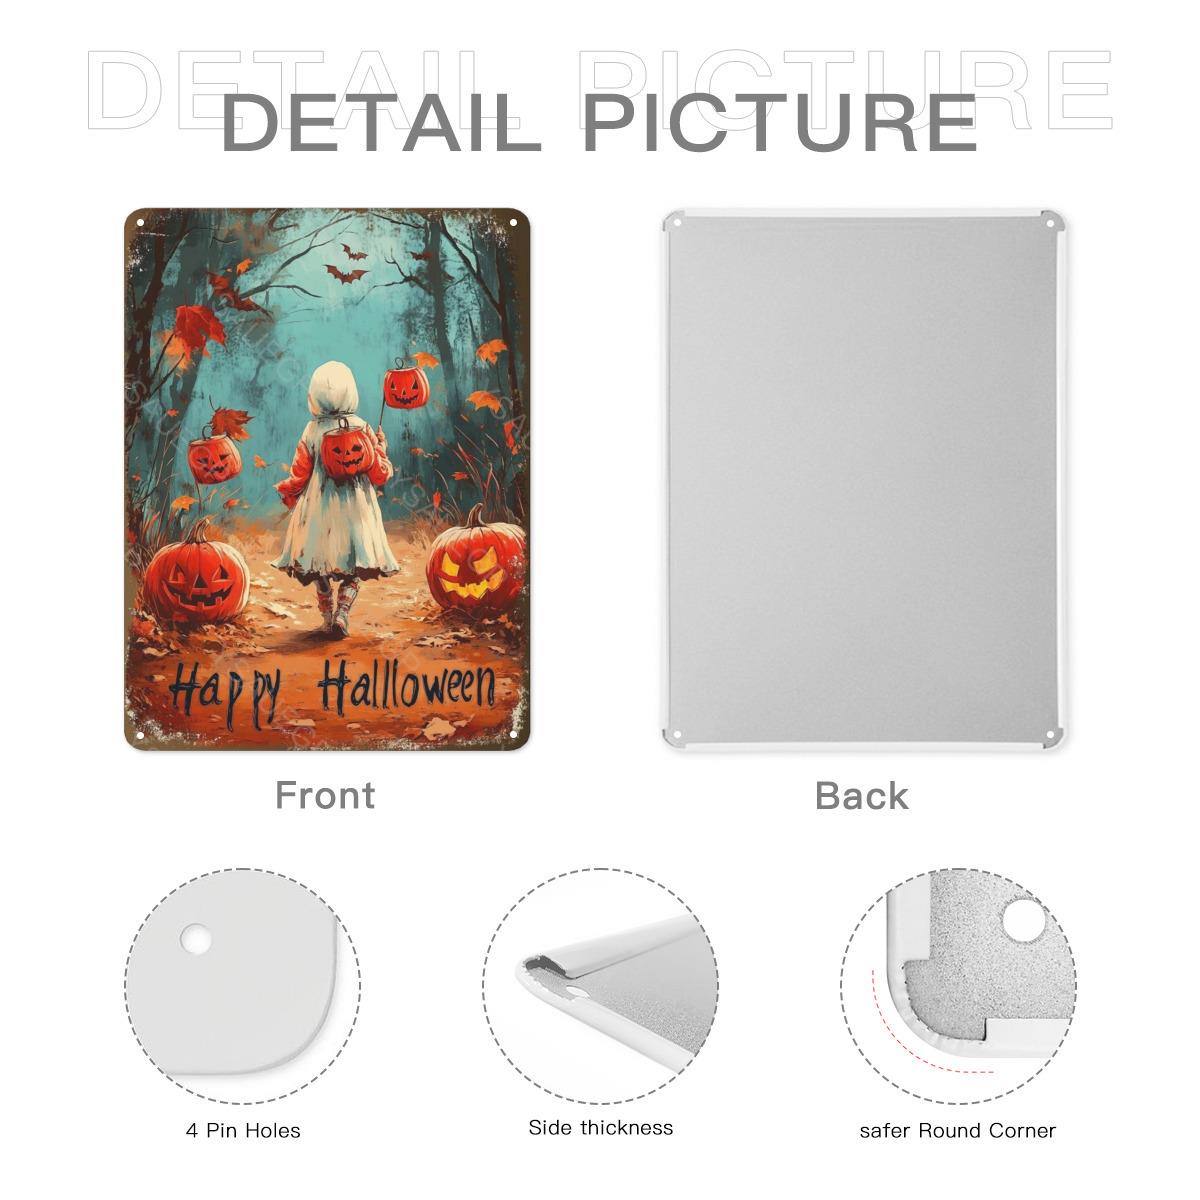 DETAIL PICTURE
DETAIL PICTURE
Happy Hallloween
Front
Back
4 Pin Holes
Side thickness
safer Round Corner